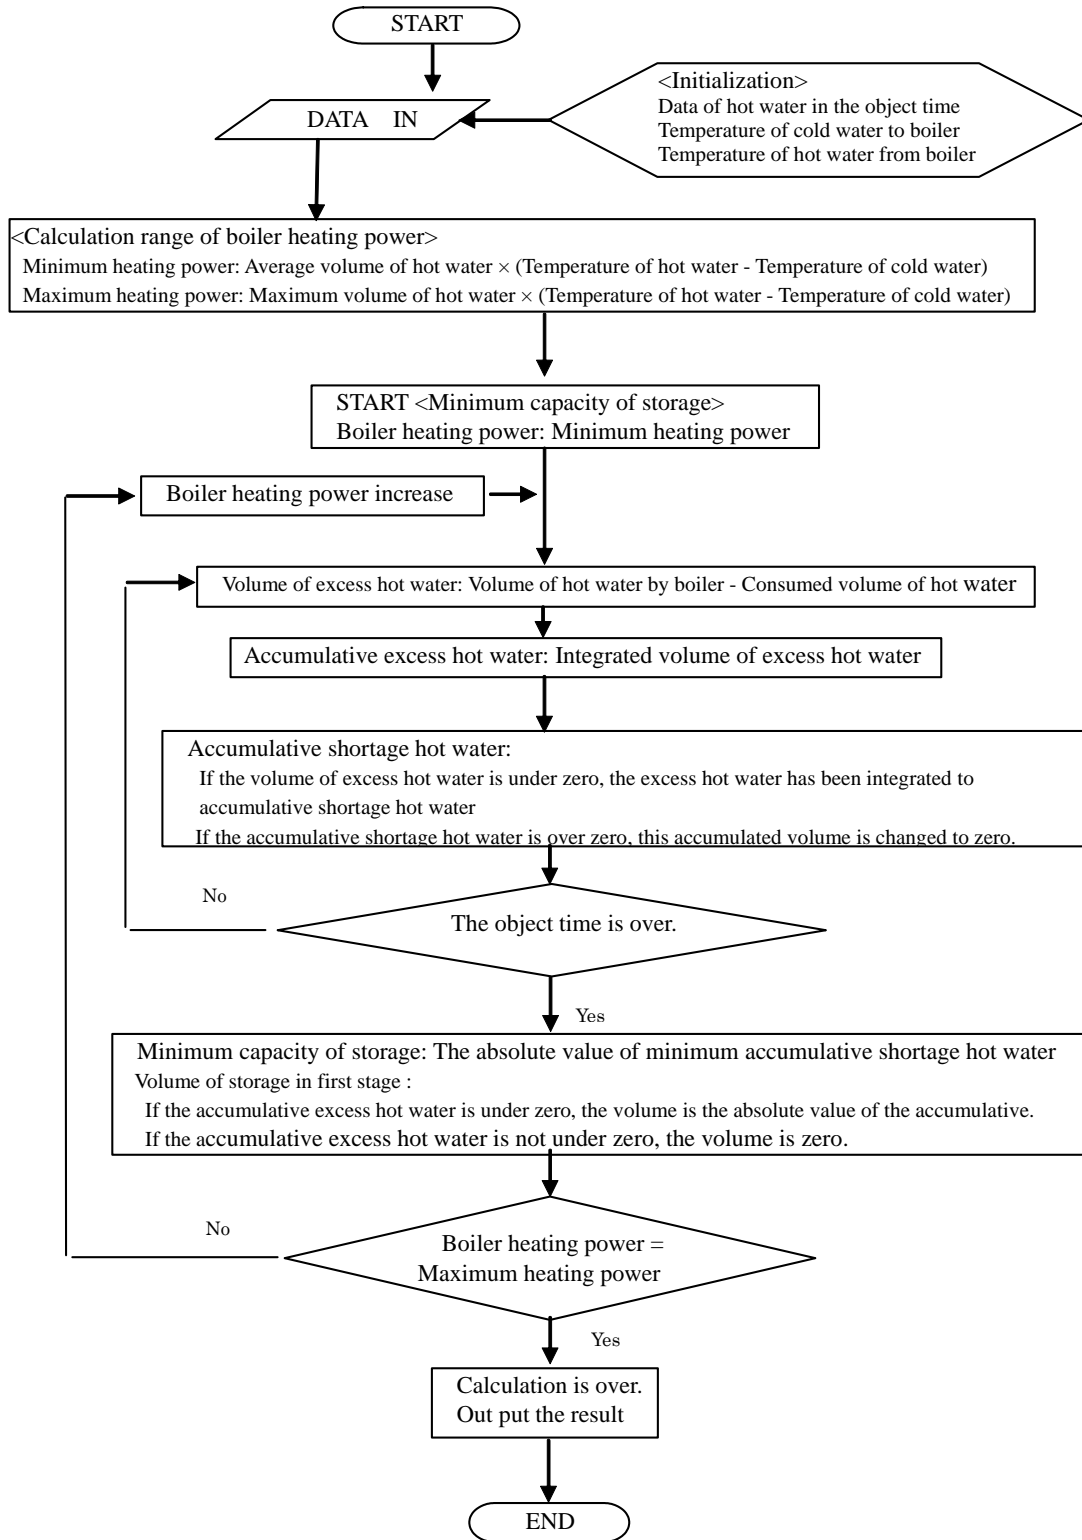 START
<Initialization>
Data of hot water in the object time
Temperature of cold water to boiler
Temperature of hot water from boiler
DATA IN
<Calculation range of boiler heating power>
Minimum heating power: Average volume of hot water × (Temperature of hot water - Temperature of cold water)
Maximum heating power: Maximum volume of hot water × (Temperature of hot water - Temperature of cold water)
START <Minimum capacity of storage>
Boiler heating power: Minimum heating power
Boiler heating power increase
Volume of excess hot water: Volume of hot water by boiler - Consumed volume of hot water
Accumulative excess hot water: Integrated volume of excess hot water
Accumulative shortage hot water:
If the volume of excess hot water is under zero, the excess hot water has been integrated to
accumulative shortage hot water
If the accumulative shortage hot water is over zero, this accumulated volume is changed to zero.
No
The object time is over.
Yes
Minimum capacity of storage: The absolute value of minimum accumulative shortage hot water
Volume of storage in first stage :
If the accumulative excess hot water is under zero, the volume is the absolute value of the accumulative.
If the accumulative excess hot water is not under zero, the volume is zero.
No
Boiler heating power =
Maximum heating power
Yes
Calculation is over.
Out put the result
END